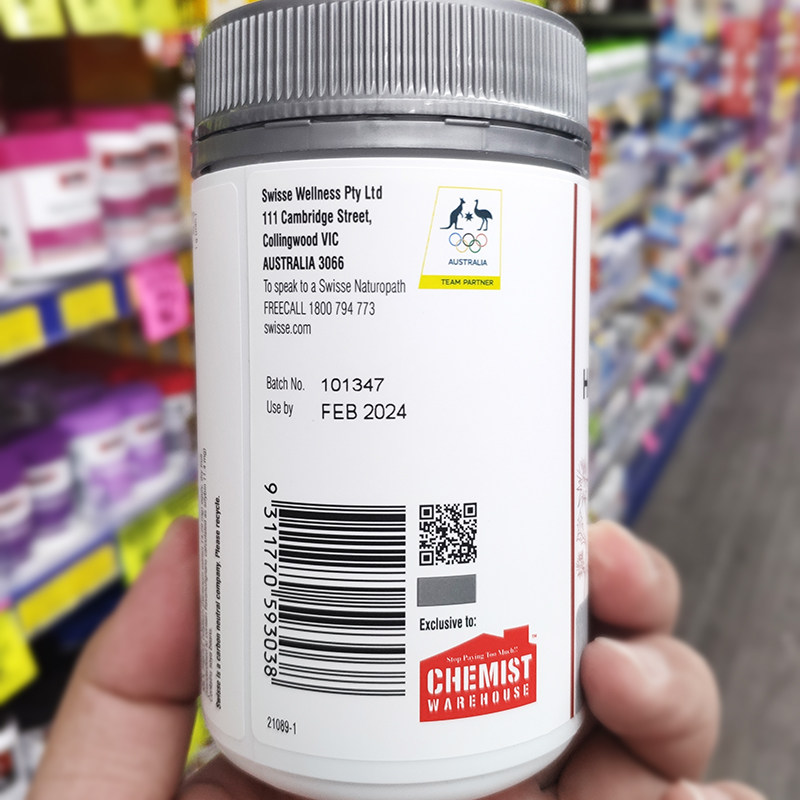 Swisse Wellness Pty Ltd
111 Cambridge Street,
Collingwood VIC
AUSTRALIA 3066
To speak to a Swisse Naturopath
FREECALL 1800 794 773
swisse.com
AUSTRALIA
TEAM PARTNER
Batch No. 101347
Use by FEB 2024
9 311770 593038
Exclusive to:
Stop Paying Too Much!!
CHEMIST
WAREHOUSE
TM
21089-1
Swisse is a carbon neutral company. Please recycle.
H